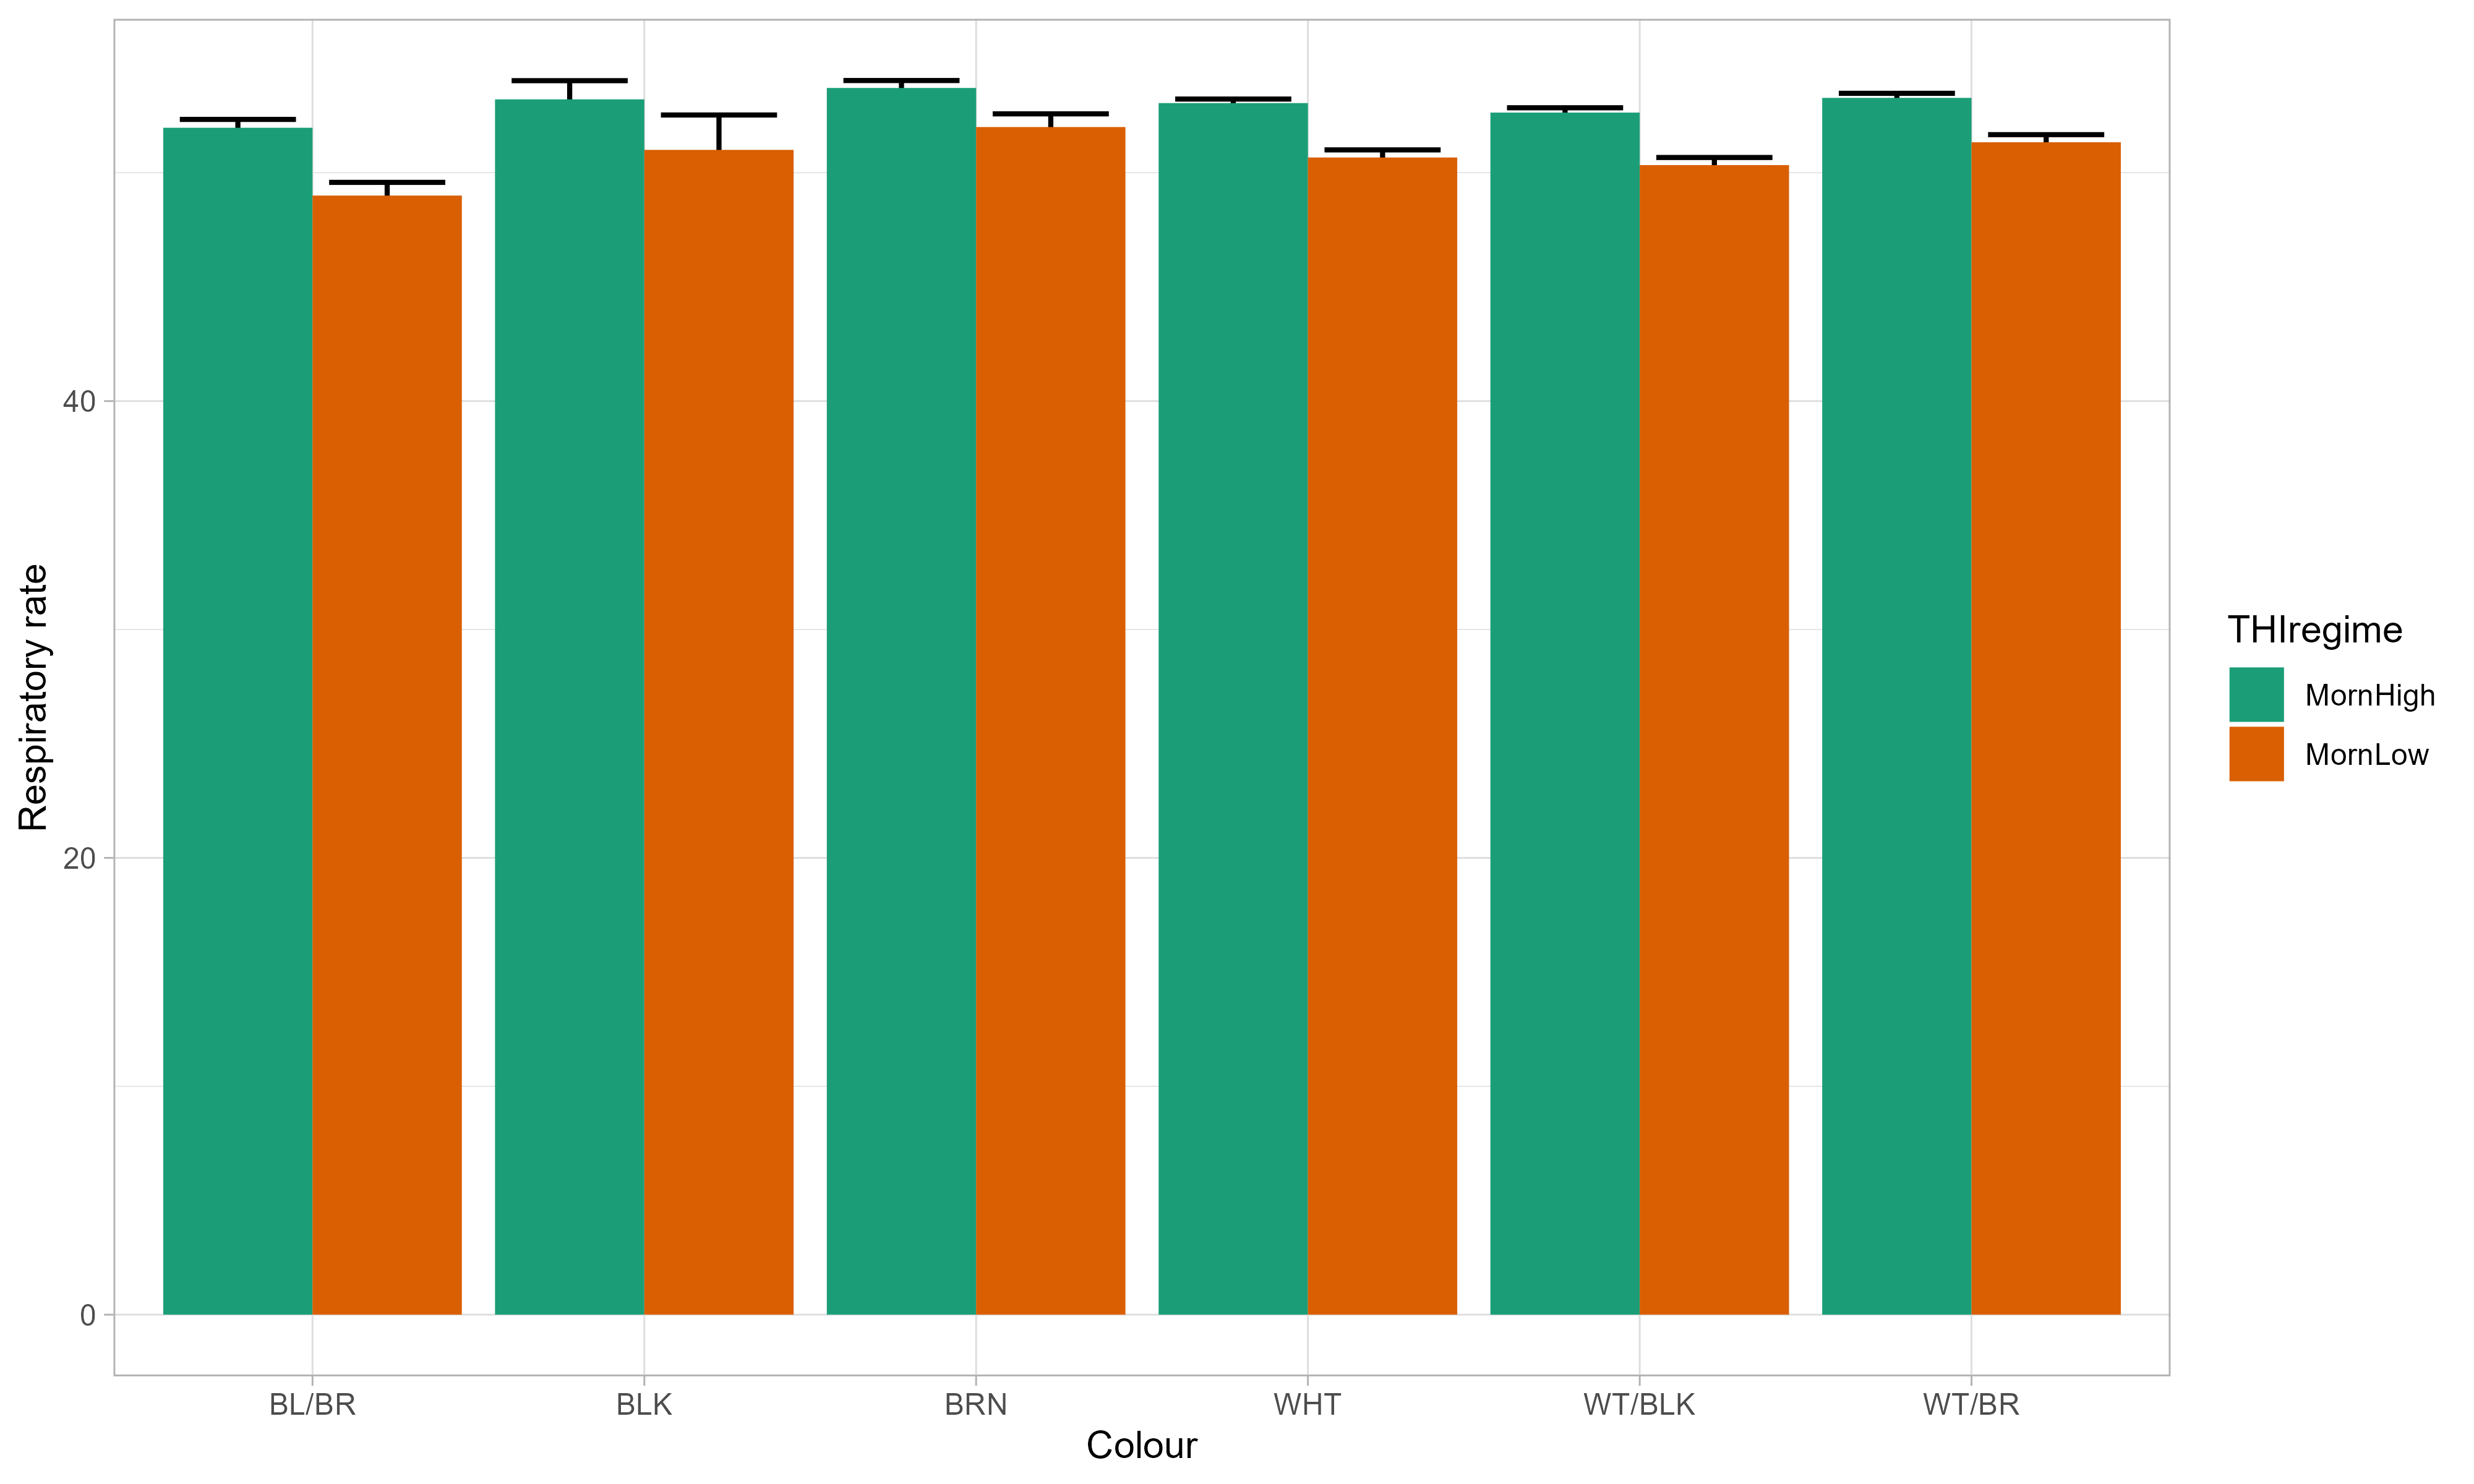 Respiratory rate
40
20
0
BL/BR BLK BRN WHT WT/BLK WT/BR
Colour
THIregime
MornHigh
MornLow